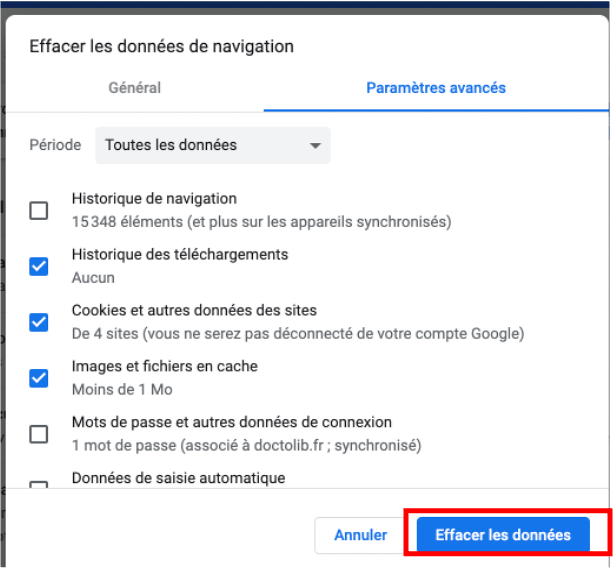 Effacer les données de navigation
Général
Paramètres avancés
Période
Toutes les données
Historique de navigation
15 348 éléments (et plus sur les appareils synchronisés)
Historique des téléchargements
Aucun
Cookies et autres données des sites
De 4 sites (vous ne serez pas déconnecté de votre compte Google)
Images et fichiers en cache
Moins de 1 Mo
Mots de passe et autres données de connexion
1 mot de passe (associé à doctolib.fr ; synchronisé)
Données de saisie automatique
Annuler
Effacer les données